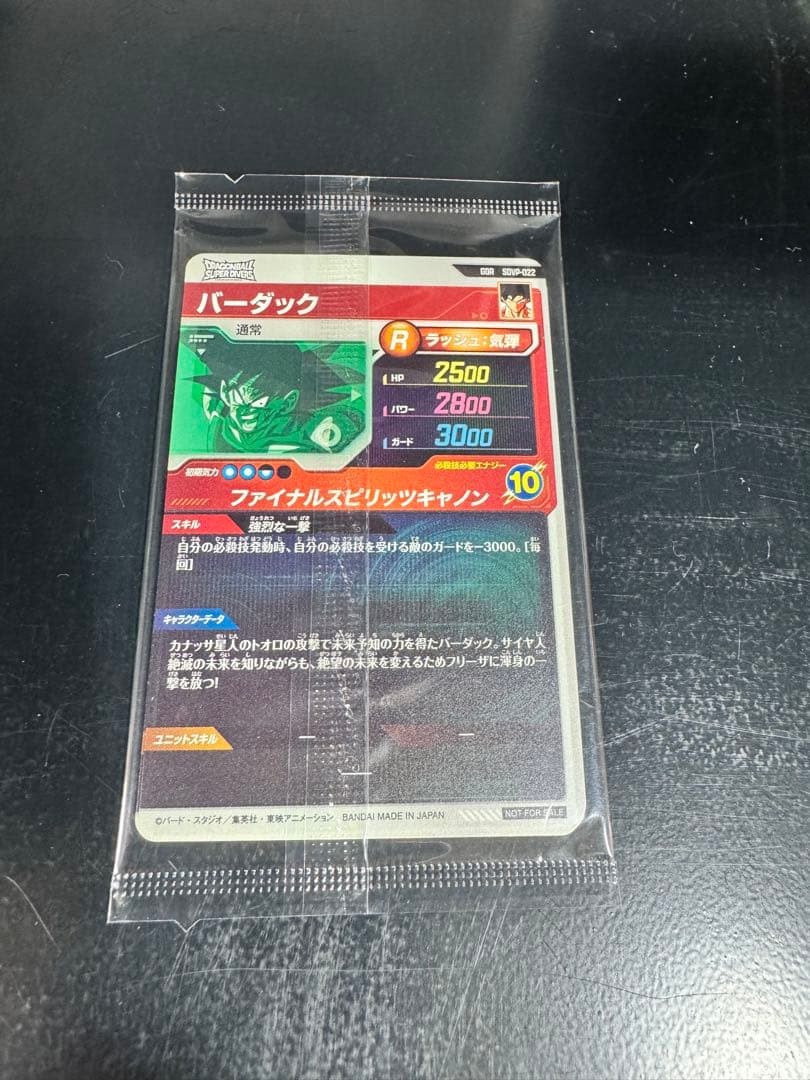 DRAGONBALL
SUPER DIVERS
GDR SDVP-022
バーダック
通常
R ラッシュ:気弾
HP 2500
パワー 2800
ガード 3000
初期気力
必殺技必要エナジー
10
ファイナルスピリッツキャノン
スキル 強烈な一撃
自分の必殺技発動時、自分の必殺技を受ける敵のガードを-3000。[毎
回]
キャラクターデータ
カナッサ星人のトオロの攻撃で未来予知の力を得たバーダック。サイヤ人
絶滅の未来を知りながらも、絶望の未来を変えるためフリーザに渾身の一
撃を放つ!
ユニットスキル
©バード・スタジオ/集英社・東映アニメーション BANDAI MADE IN JAPAN
NOT FOR SALE